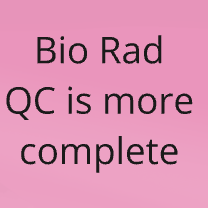 Bio Rad
QC is more
complete